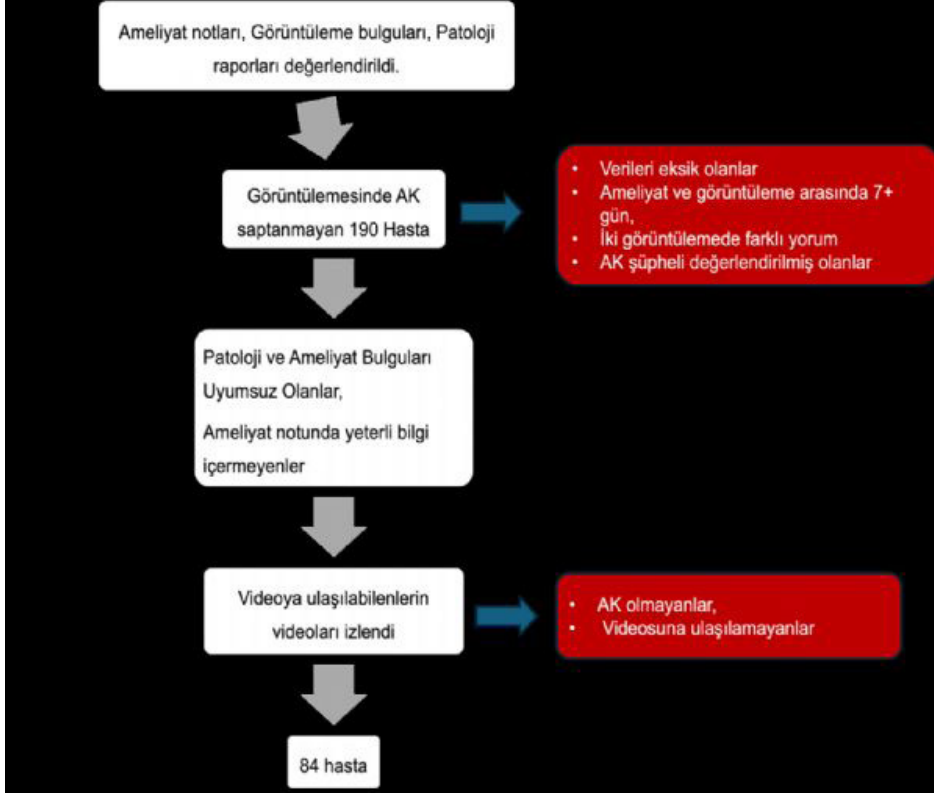 Ameliyat notları, Görüntüleme bulguları, Patoloji
raporları değerlendirildi.
Görüntülemesinde AK
saptanmayan 190 Hasta
• Verileri eksik olanlar
• Ameliyat ve görüntüleme arasında 7+
gün,
• İki görüntülemede farklı yorum
• AK şüpheli değerlendirilmiş olanlar
Patoloji ve Ameliyat Bulguları
Uyumsuz Olanlar,
Ameliyat notunda yeterli bilgi
içermeyenler
Videoya ulaşılabilenlerin
videoları izlendi
• AK olmayanlar,
• Videosuna ulaşılamayanlar
84 hasta